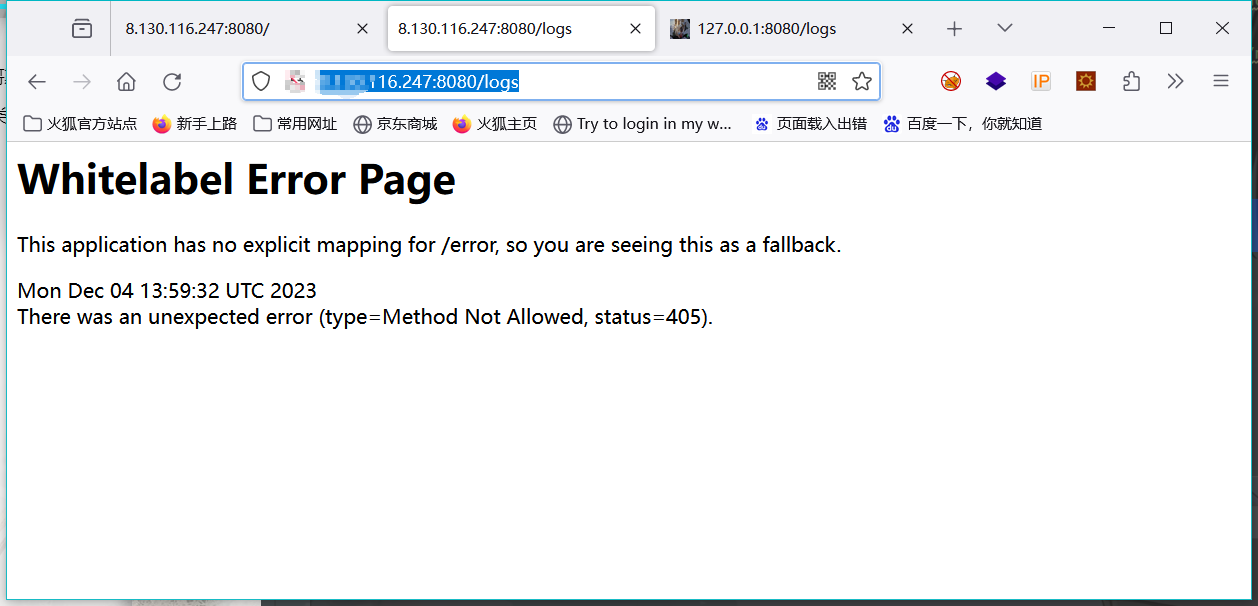 8.130.116.247:8080/
8.130.116.247:8080/logs
127.0.0.1:8080/logs
116.247:8080/logs
IP
火狐官方站点
新手上路
常用网址
京东商城
火狐主页
Try to login in my w...
页面载入出错
百度一下，你就知道
Whitelabel Error Page
This application has no explicit mapping for /error, so you are seeing this as a fallback.
Mon Dec 04 13:59:32 UTC 2023
There was an unexpected error (type=Method Not Allowed, status=405).